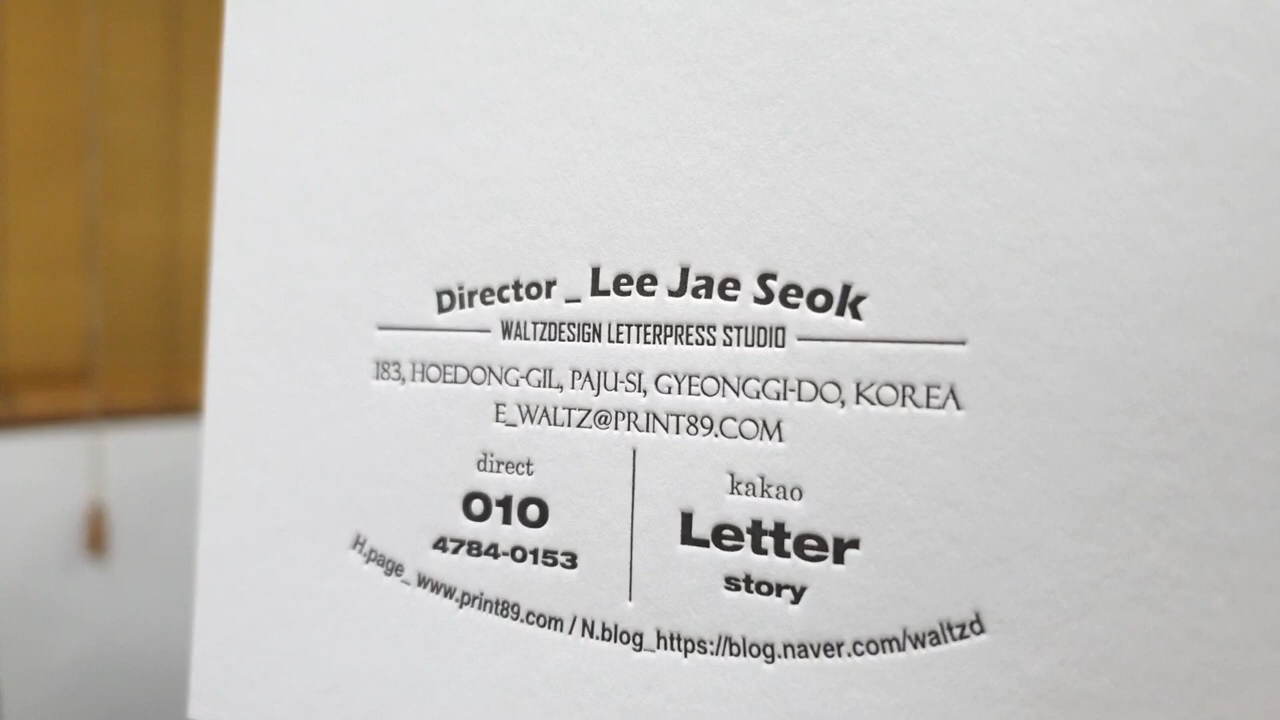 Director _ Lee Jae Seok
WALTZDESIGN LETTERPRESS STUDIO
183, HOEDONG-GIL, PAJU-SI, GYEONGGI-DO, KOREA
E_WALTZ@PRINT89.COM
direct
010
4784-0153
kakao
Letter
story
H.page_ www.print89.com / N.blog_https://blog.naver.com/waltzd